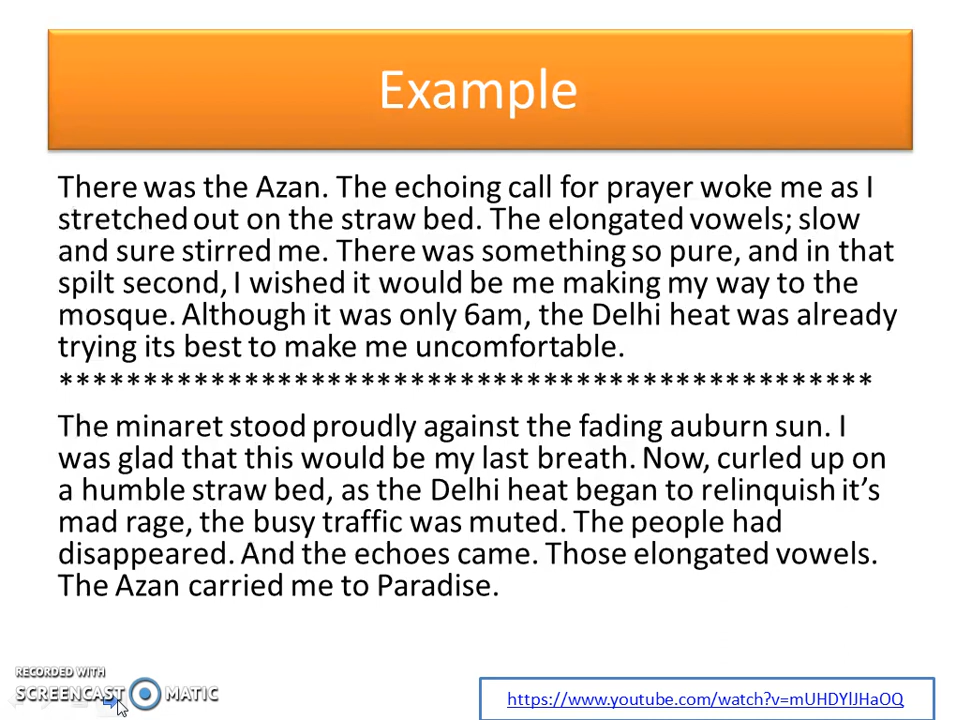 Example
There was the Azan. The echoing call for prayer woke me as I
stretched out on the straw bed. The elongated vowels; slow
and sure stirred me. There was something so pure, and in that
spilt second, I wished it would be me making my way to the
mosque. Although it was only 6am, the Delhi heat was already
trying its best to make me uncomfortable.
*************************************************
The minaret stood proudly against the fading auburn sun. I
was glad that this would be my last breath. Now, curled up on
a humble straw bed, as the Delhi heat began to relinquish it’s
mad rage, the busy traffic was muted. The people had
disappeared. And the echoes came. Those elongated vowels.
The Azan carried me to Paradise.
RECORDED WITH
SCREENCAST MATIC
https://www.youtube.com/watch?v=mUHDYlJHaOQ